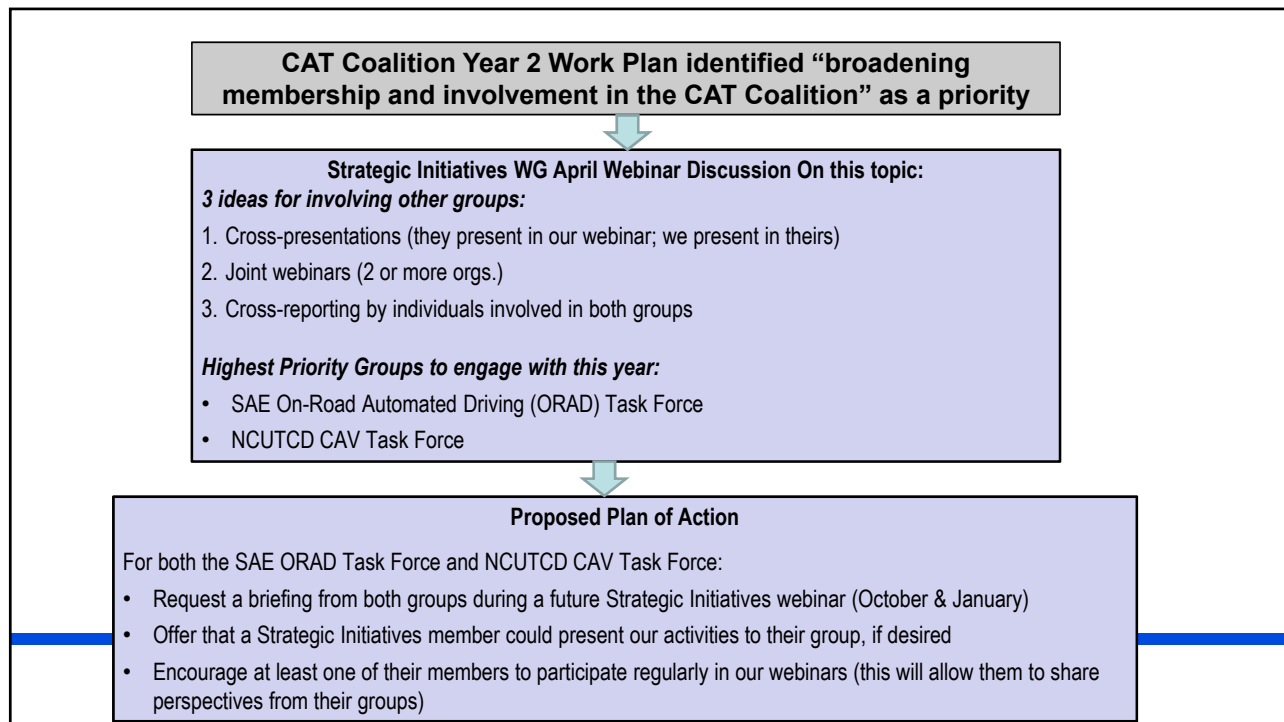 CAT Coalition Year 2 Work Plan identified “broadening
membership and involvement in the CAT Coalition” as a priority
Strategic Initiatives WG April Webinar Discussion On this topic:
3 ideas for involving other groups:
1. Cross-presentations (they present in our webinar; we present in theirs)
2. Joint webinars (2 or more orgs.)
3. Cross-reporting by individuals involved in both groups
Highest Priority Groups to engage with this year:
• SAE On-Road Automated Driving (ORAD) Task Force
• NCUTCD CAV Task Force
Proposed Plan of Action
For both the SAE ORAD Task Force and NCUTCD CAV Task Force:
• Request a briefing from both groups during a future Strategic Initiatives webinar (October & January)
• Offer that a Strategic Initiatives member could present our activities to their group, if desired
• Encourage at least one of their members to participate regularly in our webinars (this will allow them to share
perspectives from their groups)